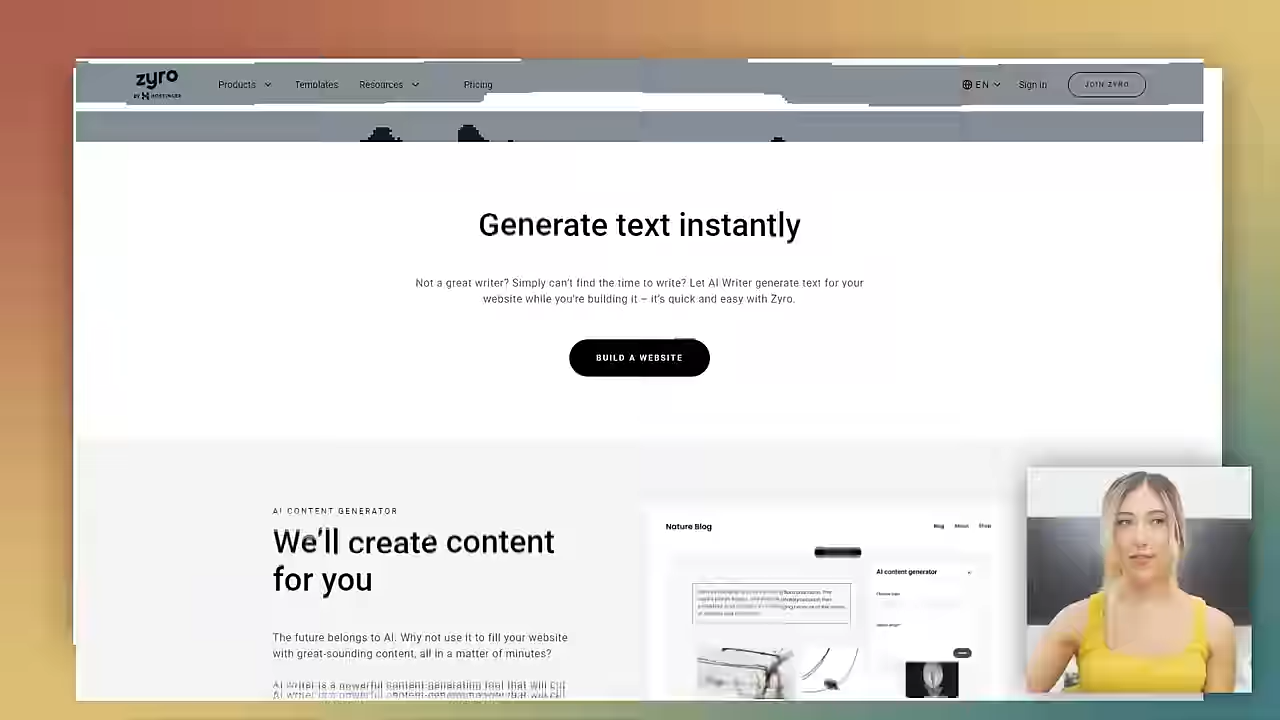 zyro
BY HOSTINGER
Products
Templates
Resources
Pricing
EN
Sign in
JOIN ZYRO
Generate text instantly
Not a great writer? Simply can't find the time to write? Let AI Writer generate text for your
website while you're building it – it's quick and easy with Zyro.
BUILD A WEBSITE
AI CONTENT GENERATOR
We'll create content
for you
The future belongs to AI. Why not use it to fill your website
with great-sounding content, all in a matter of minutes?
AI writer is a powerful content-generating tool that will cut
Nature Blog
Blog
About
Shop
AI content generator